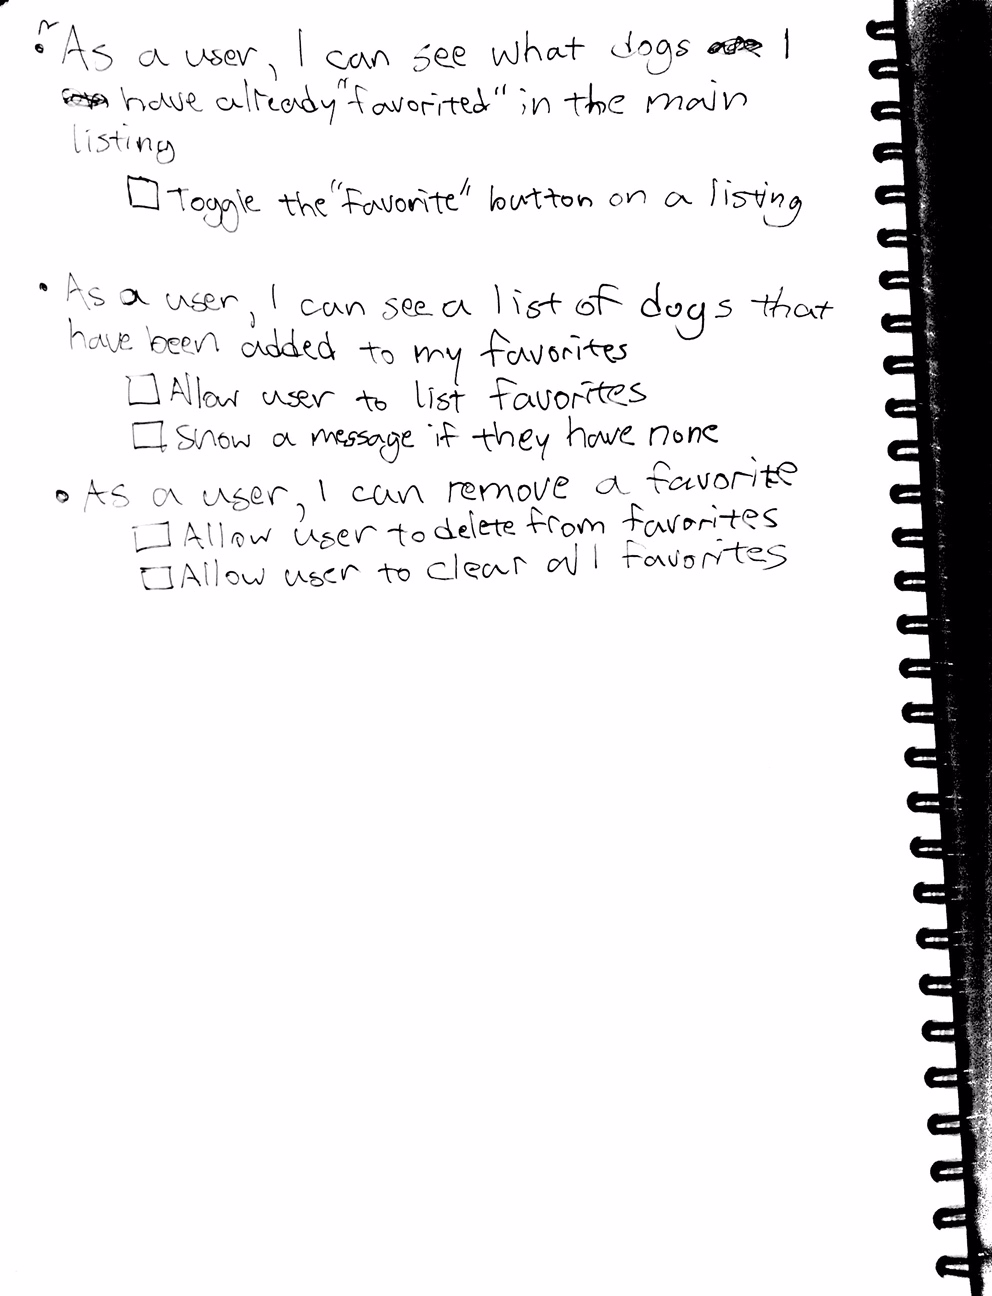 • As a user, I can see what dogs I
have already "favorited" in the main
listing
☐ Toggle the "Favorite" button on a listing
• As a user, I can see a list of dogs that
have been added to my favorites
☐ Allow user to list favorites
☐ Show a message if they have none
• As a user, I can remove a favorite
☐ Allow user to delete from favorites
☐ Allow user to clear all favorites